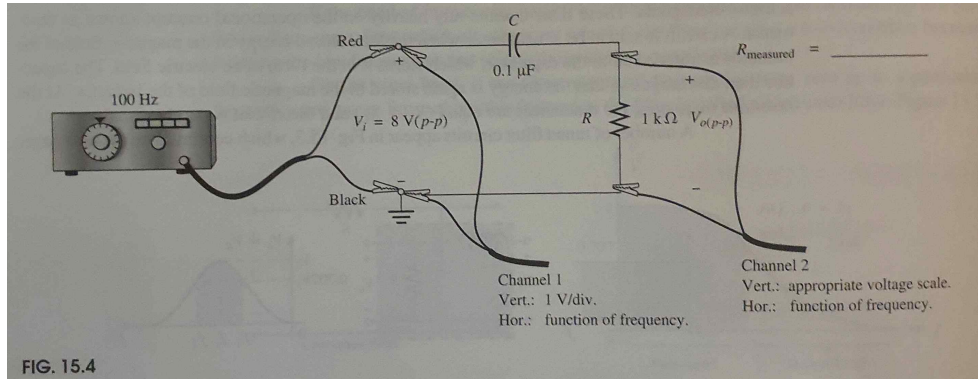 C
Red
+
0.1 μF
R_measured = ________
100 Hz
V_i = 8 V(p-p)
R
1 kΩ
+
V_o(p-p)
−
Black
−
Channel 1
Vert.: 1 V/div.
Hor.: function of frequency.
Channel 2
Vert.: appropriate voltage scale.
Hor.: function of frequency.
FIG. 15.4